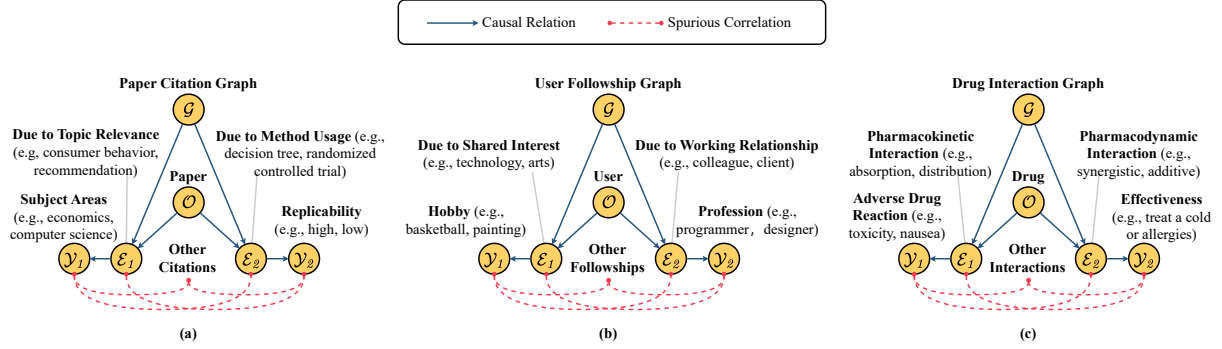 Causal Relation
Spurious Correlation
Paper Citation Graph
𝒢
Due to Topic Relevance
(e.g, consumer behavior,
recommendation)
Due to Method Usage (e.g.,
decision tree, randomized
controlled trial)
Paper
𝒪
Subject Areas
(e.g., economics,
computer science)
Replicability
(e.g., high, low)
Other
Citations
𝒴1
ℰ1
ℰ2
𝒴2
(a)
User Followship Graph
𝒢
Due to Shared Interest
(e.g., technology, arts)
Due to Working Relationship
(e.g., colleague, client)
User
𝒪
Hobby (e.g.,
basketball, painting)
Profession (e.g.,
programmer, designer)
Other
Followships
𝒴1
ℰ1
ℰ2
𝒴2
(b)
Drug Interaction Graph
𝒢
Pharmacokinetic
Interaction (e.g.,
absorption, distribution)
Pharmacodynamic
Interaction (e.g.,
synergistic, additive)
Drug
𝒪
Adverse Drug
Reaction (e.g.,
toxicity, nausea)
Effectiveness
(e.g., treat a cold
or allergies)
Other
Interactions
𝒴1
ℰ1
ℰ2
𝒴2
(c)